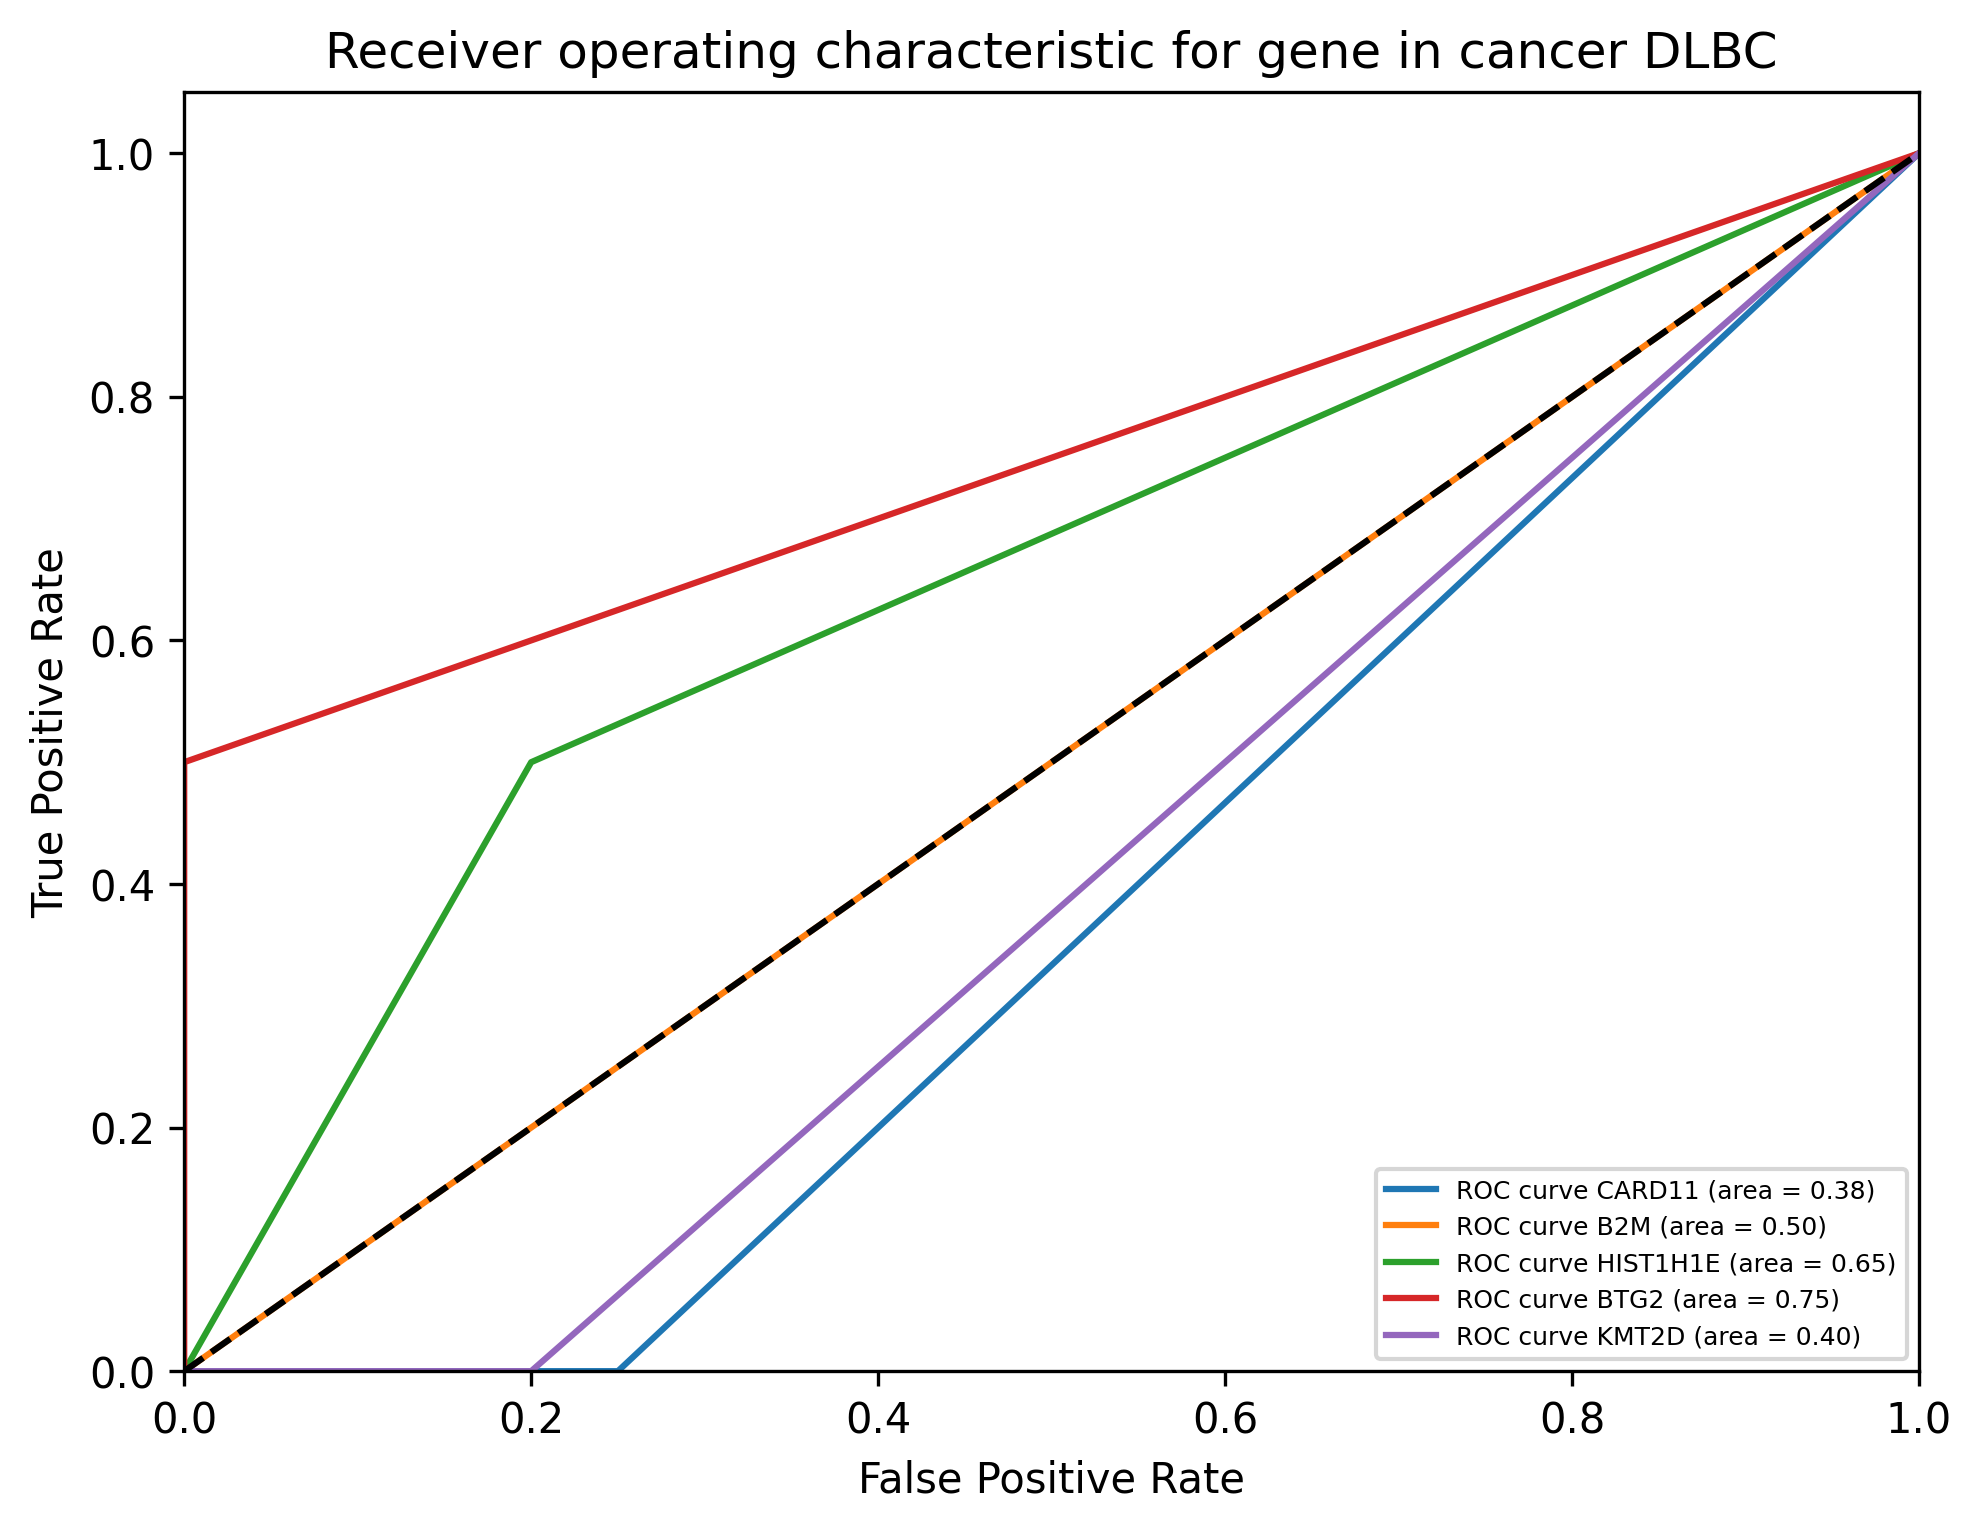 Receiver operating characteristic for gene in cancer DLBC
1.0
0.8
0.6
0.4
0.2
0.0
True Positive Rate
ROC curve CARD11 (area = 0.38)
ROC curve B2M (area = 0.50)
ROC curve HIST1H1E (area = 0.65)
ROC curve BTG2 (area = 0.75)
ROC curve KMT2D (area = 0.40)
0.0 0.2 0.4 0.6 0.8 1.0
False Positive Rate